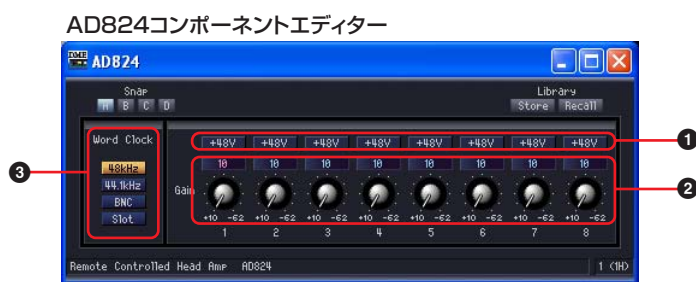 AD824コンポーネントエディター
DME
AD824
Snap
A B C D
Library
Store Recall
Word Clock
48kHz
44.1kHz
BNC
Slot
+48V +48V +48V +48V +48V +48V +48V +48V
10 10 10 10 10 10 10 10
Gain
+10 -62 +10 -62 +10 -62 +10 -62 +10 -62 +10 -62 +10 -62 +10 -62
1 2 3 4 5 6 7 8
Remote Controlled Head Amp AD824
1 (1H)
❶
❷
❸